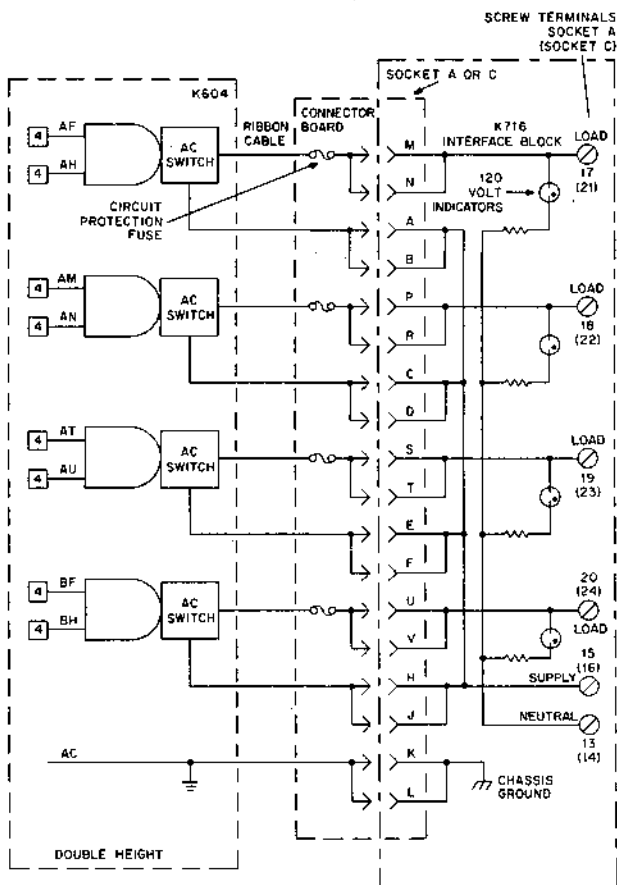 SCREW TERMINALS
SOCKET A
(SOCKET C)
SOCKET A OR C
K604
CONNECTOR
BOARD
RIBBON
CABLE
K716
INTERFACE BLOCK
4 AF
4 AH
AC
SWITCH
M
N
LOAD
17
(21)
CIRCUIT
PROTECTION
FUSE
120
VOLT
INDICATORS
A
B
4 AM
4 AN
AC
SWITCH
P
R
LOAD
18
(22)
C
D
4 AT
4 AU
AC
SWITCH
S
T
LOAD
19
(23)
E
F
4 BF
4 BH
AC
SWITCH
U
V
20
(24)
LOAD
15
(16)
H
SUPPLY
J
NEUTRAL
13
(14)
AC
K
L
CHASSIS
GROUND
DOUBLE HEIGHT